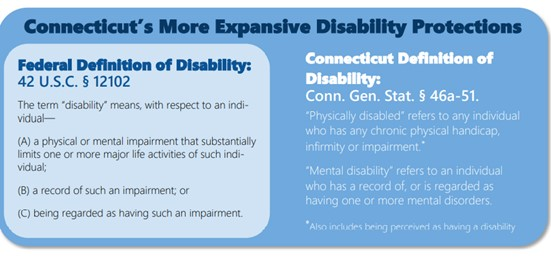 Connecticut's More Expansive Disability Protections
Federal Definition of Disability:
42 U.S.C. § 12102
The term "disability" means, with respect to an indi-
vidual—
(A) a physical or mental impairment that substantially
limits one or more major life activities of such indi-
vidual;
(B) a record of such an impairment; or
(C) being regarded as having such an impairment.
Connecticut Definition of
Disability:
Conn. Gen. Stat. § 46a-51.
"Physically disabled" refers to any individual
who has any chronic physical handicap,
infirmity or impairment.*
"Mental disability" refers to an individual
who has a record of, or is regarded as
having one or more mental disorders.
*Also includes being perceived as having a disability